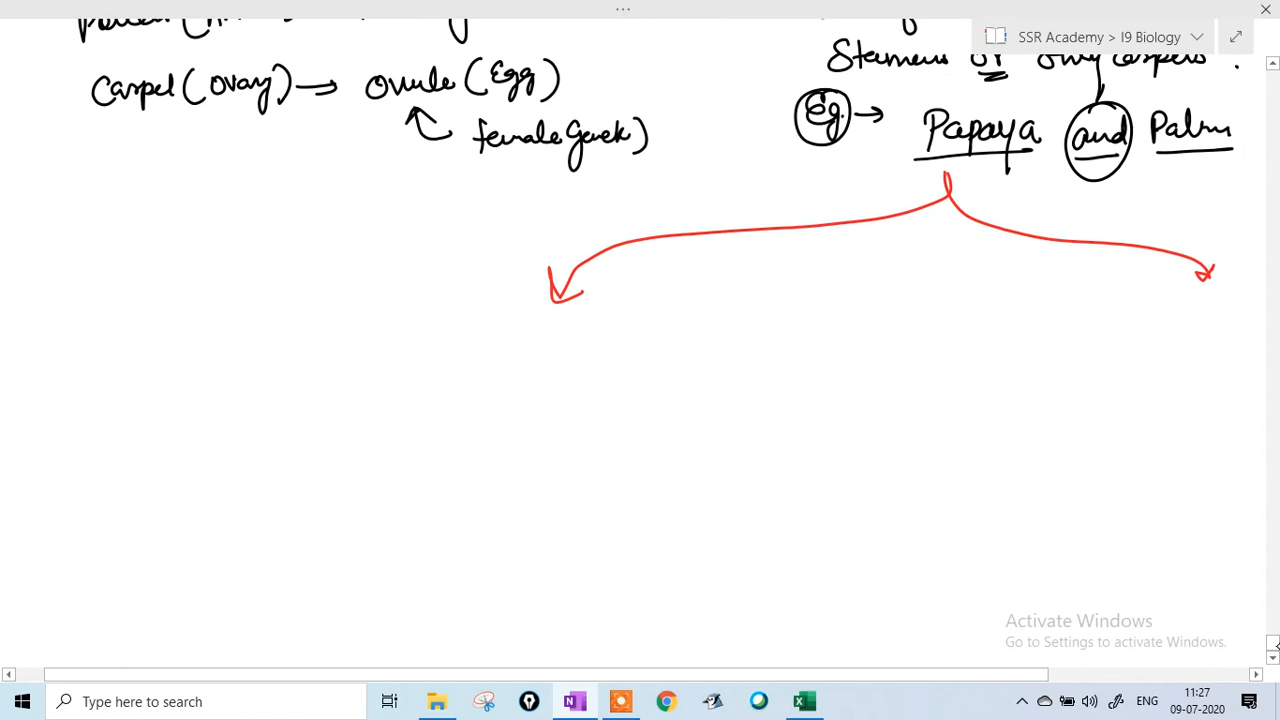 SSR Academy > I9 Biology
Stamens or only carpels.
Carpel (Ovary) → Ovule (Egg)
female Gamete)
Eg. → Papaya and Palm
Activate Windows
Go to Settings to activate Windows.
Type here to search
ENG
11:27
09-07-2020